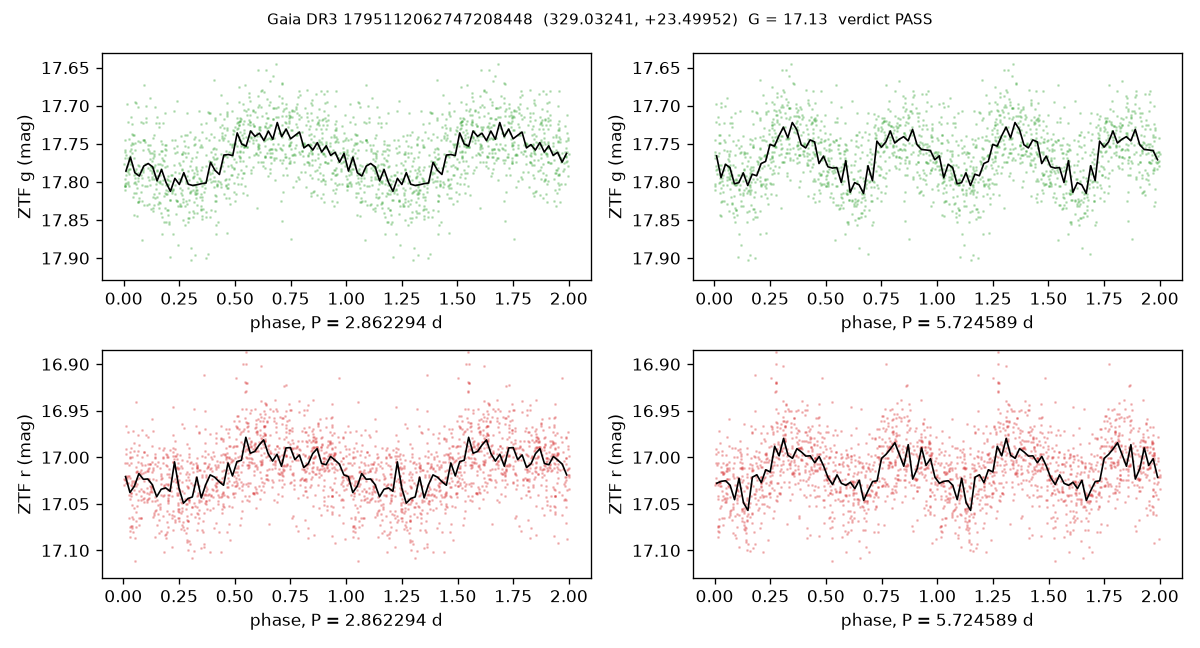 Gaia DR3 1795112062747208448 (329.03241, +23.49952) G = 17.13 verdict PASS
ZTF g (mag)
17.65
17.70
17.75
17.80
17.85
17.90
0.00 0.25 0.50 0.75 1.00 1.25 1.50 1.75 2.00
phase, P = 2.862294 d
ZTF g (mag)
17.65
17.70
17.75
17.80
17.85
17.90
0.00 0.25 0.50 0.75 1.00 1.25 1.50 1.75 2.00
phase, P = 5.724589 d
ZTF r (mag)
16.90
16.95
17.00
17.05
17.10
0.00 0.25 0.50 0.75 1.00 1.25 1.50 1.75 2.00
phase, P = 2.862294 d
ZTF r (mag)
16.90
16.95
17.00
17.05
17.10
0.00 0.25 0.50 0.75 1.00 1.25 1.50 1.75 2.00
phase, P = 5.724589 d